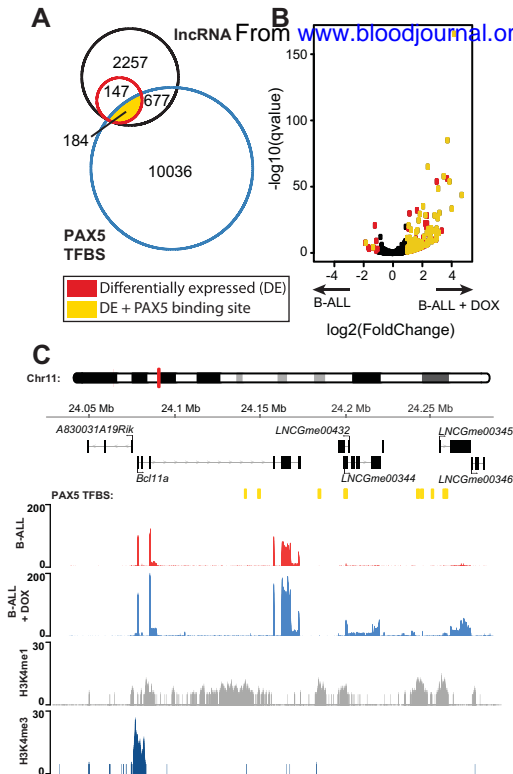 A
B
lncRNA From www.bloodjournal.or
2257
147
677
184
10036
PAX5
TFBS
Differentially expressed (DE)
DE + PAX5 binding site
-log10(qvalue)
150
100
50
0
-4 -2 0 2 4
B-ALL
B-ALL + DOX
log2(FoldChange)
C
Chr11:
24.05 Mb 24.1 Mb 24.15 Mb 24.2 Mb 24.25 Mb
A830031A19Rik
LNCGme00432
LNCGme00345
Bcl11a
LNCGme00344
LNCGme00346
PAX5 TFBS:
B-ALL
200
0
B-ALL
+ DOX
200
0
H3K4me1
30
0
H3K4me3
30
0